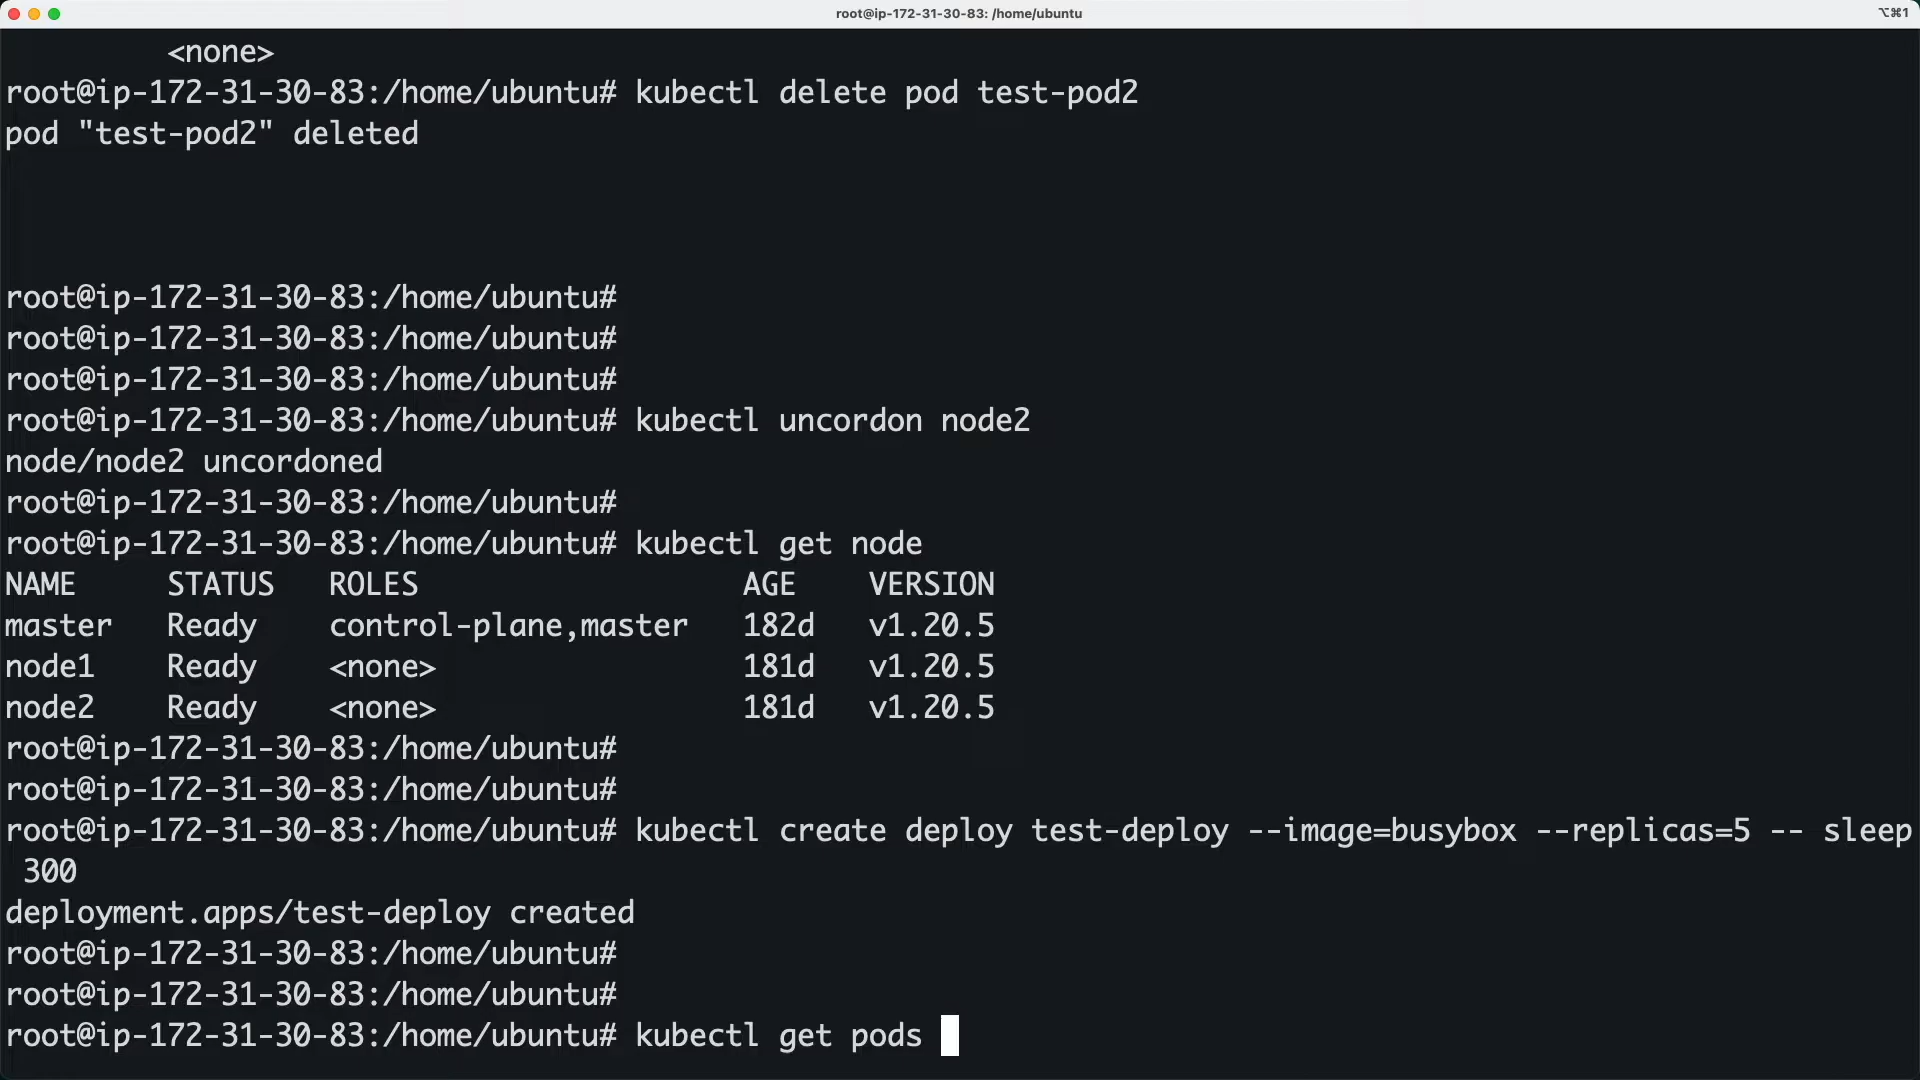 root@ip-172-31-30-83: /home/ubuntu
⌥⌘1
<none>
root@ip-172-31-30-83:/home/ubuntu# kubectl delete pod test-pod2
pod "test-pod2" deleted
root@ip-172-31-30-83:/home/ubuntu#
root@ip-172-31-30-83:/home/ubuntu#
root@ip-172-31-30-83:/home/ubuntu#
root@ip-172-31-30-83:/home/ubuntu# kubectl uncordon node2
node/node2 uncordoned
root@ip-172-31-30-83:/home/ubuntu#
root@ip-172-31-30-83:/home/ubuntu# kubectl get node
NAME STATUS ROLES AGE VERSION
master Ready control-plane,master 182d v1.20.5
node1 Ready <none> 181d v1.20.5
node2 Ready <none> 181d v1.20.5
root@ip-172-31-30-83:/home/ubuntu#
root@ip-172-31-30-83:/home/ubuntu#
root@ip-172-31-30-83:/home/ubuntu# kubectl create deploy test-deploy --image=busybox --replicas=5 -- sleep
300
deployment.apps/test-deploy created
root@ip-172-31-30-83:/home/ubuntu#
root@ip-172-31-30-83:/home/ubuntu#
root@ip-172-31-30-83:/home/ubuntu# kubectl get pods